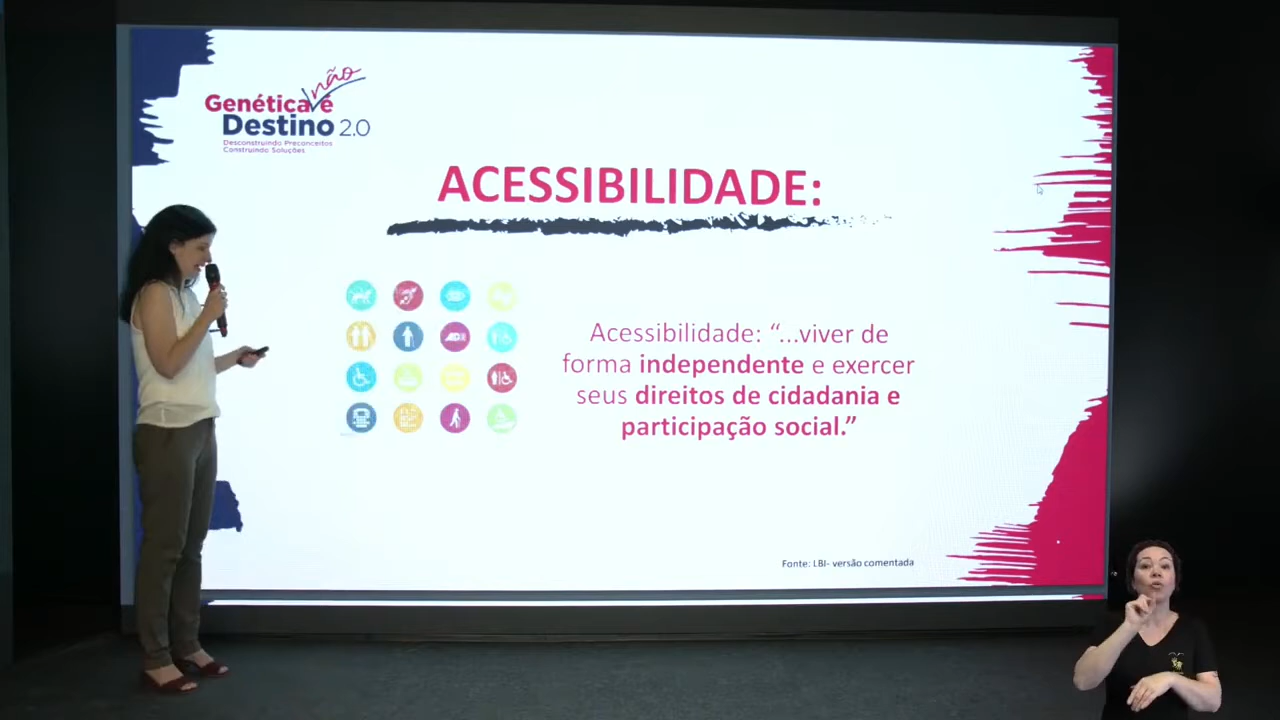 não
Genética é
Destino 2.0
Desconstruindo Preconceitos
Construindo Soluções
ACESSIBILIDADE:
Acessibilidade: “...viver de
forma independente e exercer
seus direitos de cidadania e
participação social.”
Fonte: LBI- versão comentada